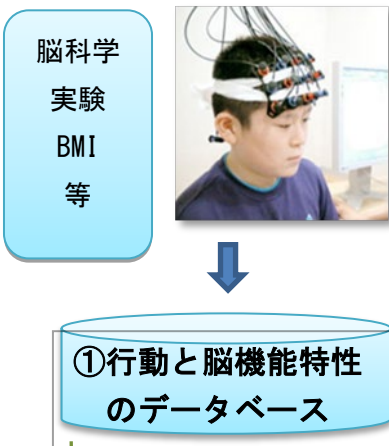 脳科学
実験
BMI
等
①行動と脳機能特性
のデータベース